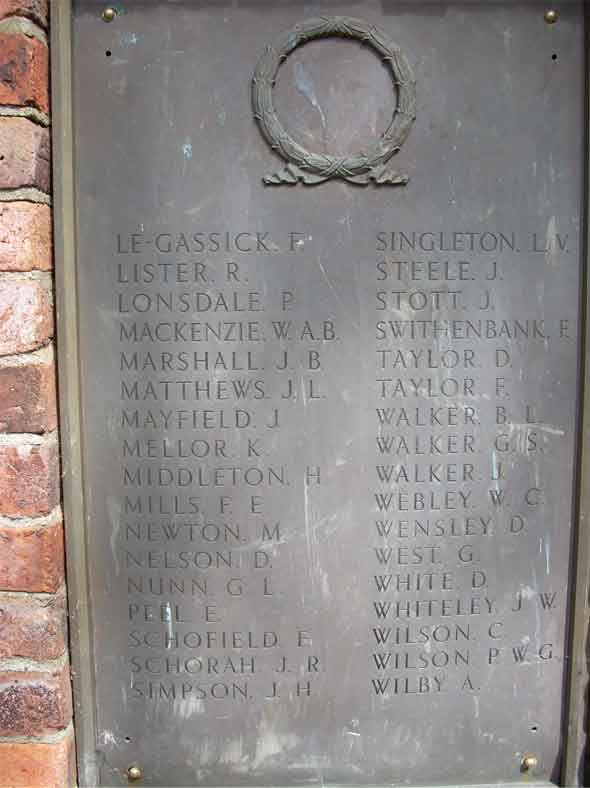 LE-GASSICK. F.
LISTER. R.
LONSDALE. P.
MACKENZIE. W.A.B.
MARSHALL. J. B.
MATTHEWS. J. L.
MAYFIELD. J.
MELLOR. K.
MIDDLETON. H.
MILLS. F. E.
NEWTON. M.
NELSON. D.
NUNN. G. L.
PEEL. E.
SCHOFIELD. E.
SCHORAH. J. R.
SIMPSON. J. H.
SINGLETON. L.V.
STEELE. J.
STOTT. J.
SWITHENBANK. F.
TAYLOR. D.
TAYLOR. F.
WALKER. B. L.
WALKER. G. S.
WALKER. J.
WEBLEY. W. C.
WENSLEY. D.
WEST. G.
WHITE. D.
WHITELEY. J. W.
WILSON. C.
WILSON. P. W. G.
WILBY. A.